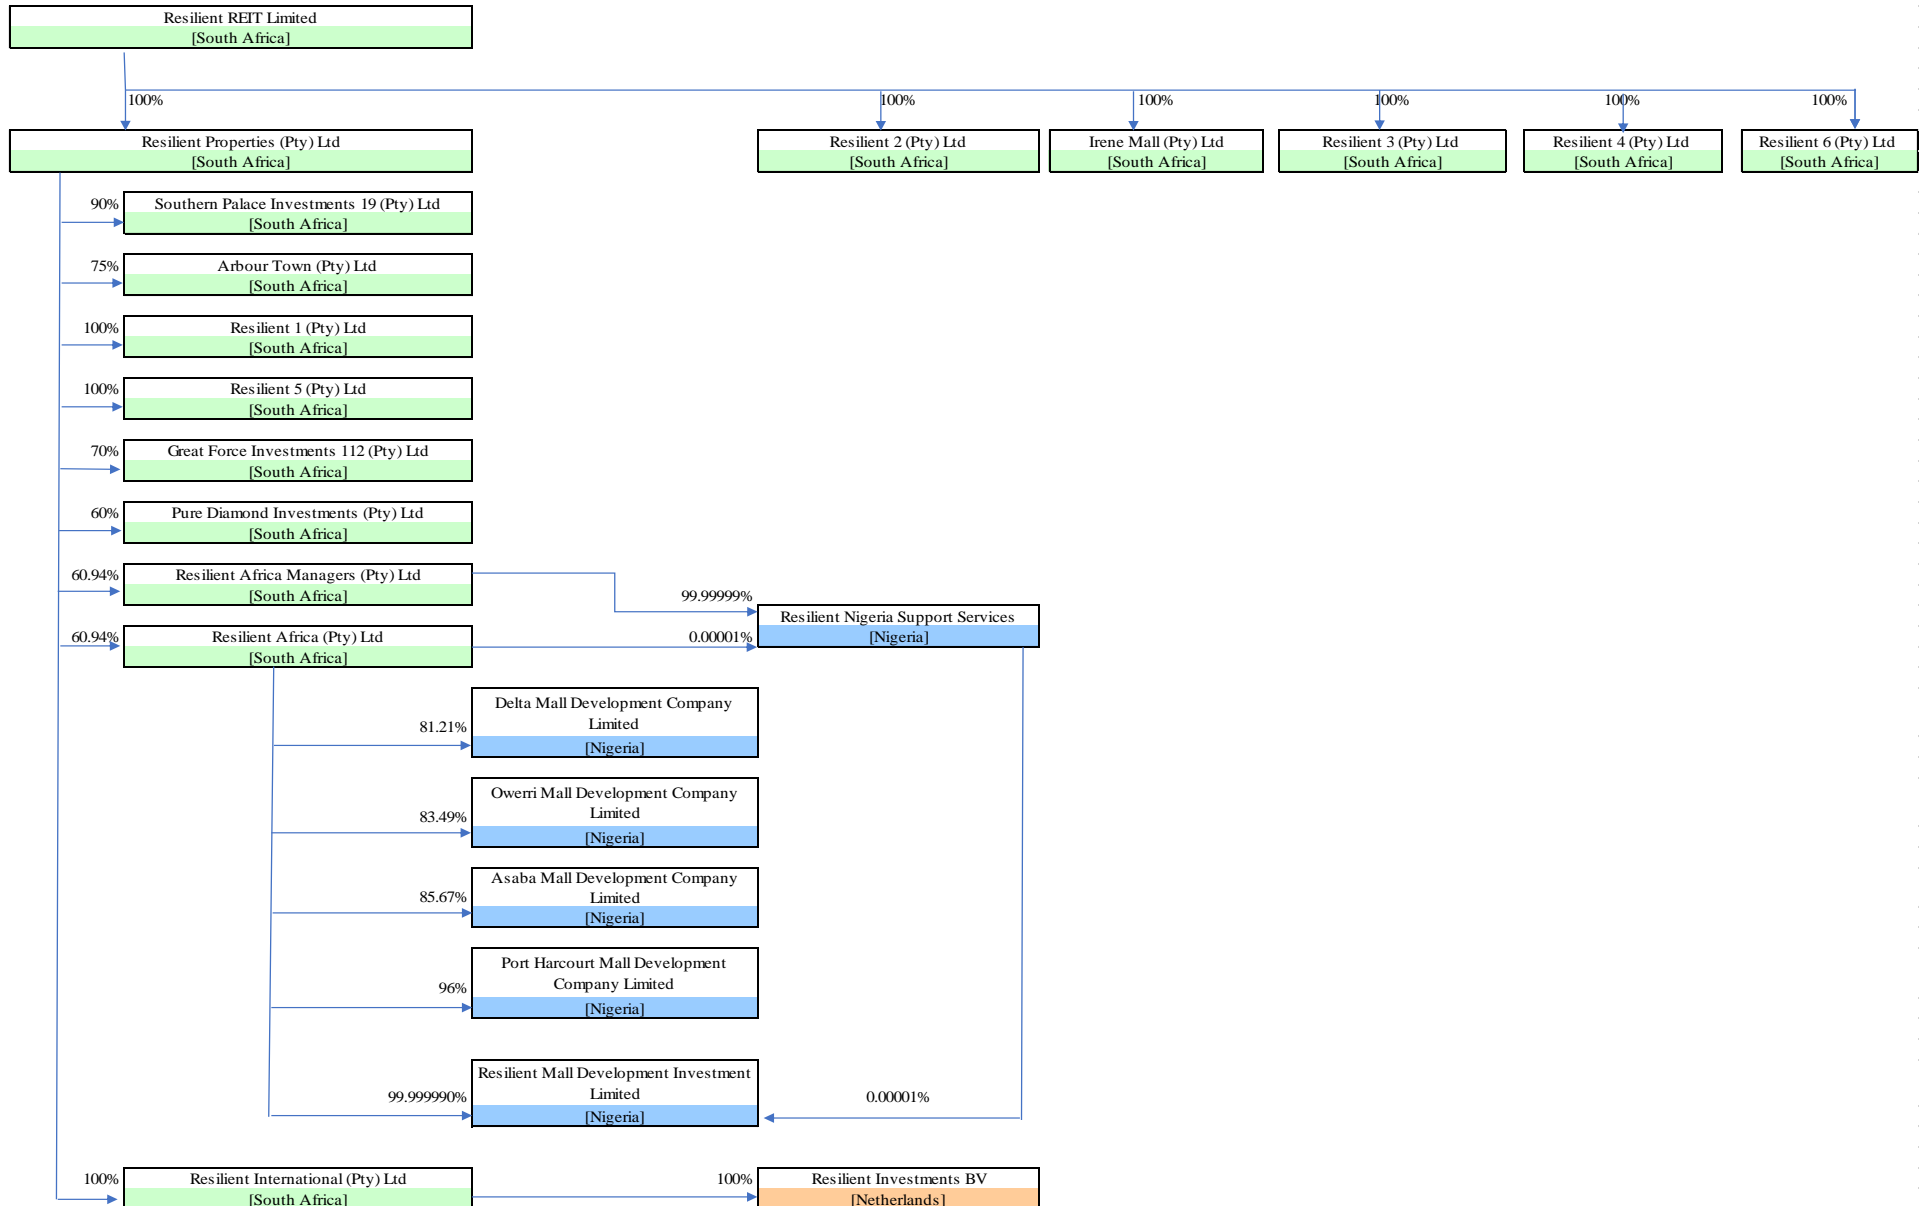 Resilient REIT Limited
[South Africa]
100%
100%
100%
100%
100%
100%
Resilient Properties (Pty) Ltd
[South Africa]
Resilient 2 (Pty) Ltd
[South Africa]
Irene Mall (Pty) Ltd
[South Africa]
Resilient 3 (Pty) Ltd
[South Africa]
Resilient 4 (Pty) Ltd
[South Africa]
Resilient 6 (Pty) Ltd
[South Africa]
90%
Southern Palace Investments 19 (Pty) Ltd
[South Africa]
75%
Arbour Town (Pty) Ltd
[South Africa]
100%
Resilient 1 (Pty) Ltd
[South Africa]
100%
Resilient 5 (Pty) Ltd
[South Africa]
70%
Great Force Investments 112 (Pty) Ltd
[South Africa]
60%
Pure Diamond Investments (Pty) Ltd
[South Africa]
60.94%
Resilient Africa Managers (Pty) Ltd
[South Africa]
99.99999%
Resilient Nigeria Support Services
[Nigeria]
60.94%
Resilient Africa (Pty) Ltd
[South Africa]
0.00001%
81.21%
Delta Mall Development Company
Limited
[Nigeria]
83.49%
Owerri Mall Development Company
Limited
[Nigeria]
85.67%
Asaba Mall Development Company
Limited
[Nigeria]
96%
Port Harcourt Mall Development
Company Limited
[Nigeria]
99.999990%
Resilient Mall Development Investment
Limited
[Nigeria]
0.00001%
100%
Resilient International (Pty) Ltd
[South Africa]
100%
Resilient Investments BV
[Netherlands]